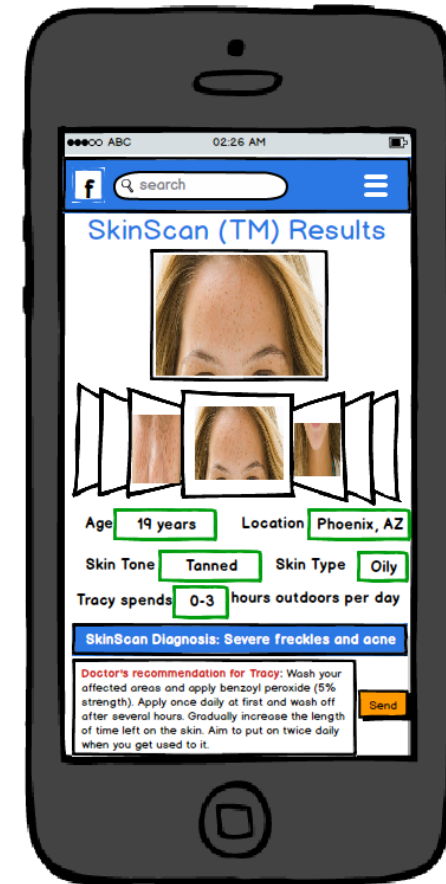 ABC 02:26 AM
f search
SkinScan (TM) Results
Age 19 years Location Phoenix, AZ
Skin Tone Tanned Skin Type Oily
Tracy spends 0-3 hours outdoors per day
SkinScan Diagnosis: Severe freckles and acne
Doctor's recommendation for Tracy: Wash your
affected areas and apply benzoyl peroxide (5%
strength). Apply once daily at first and wash off
after several hours. Gradually increase the length
of time left on the skin. Aim to put on twice daily
when you get used to it.
Send